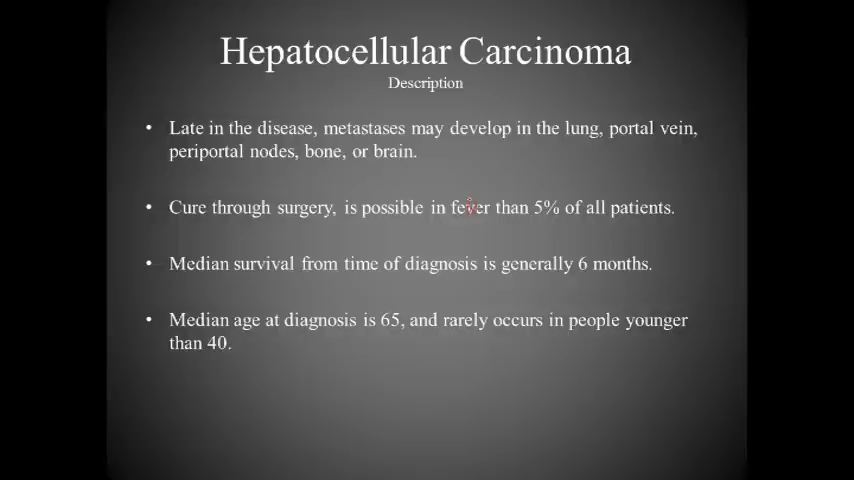 Hepatocellular Carcinoma
Description
• Late in the disease, metastases may develop in the lung, portal vein,
periportal nodes, bone, or brain.
• Cure through surgery, is possible in fewer than 5% of all patients.
• Median survival from time of diagnosis is generally 6 months.
• Median age at diagnosis is 65, and rarely occurs in people younger
than 40.